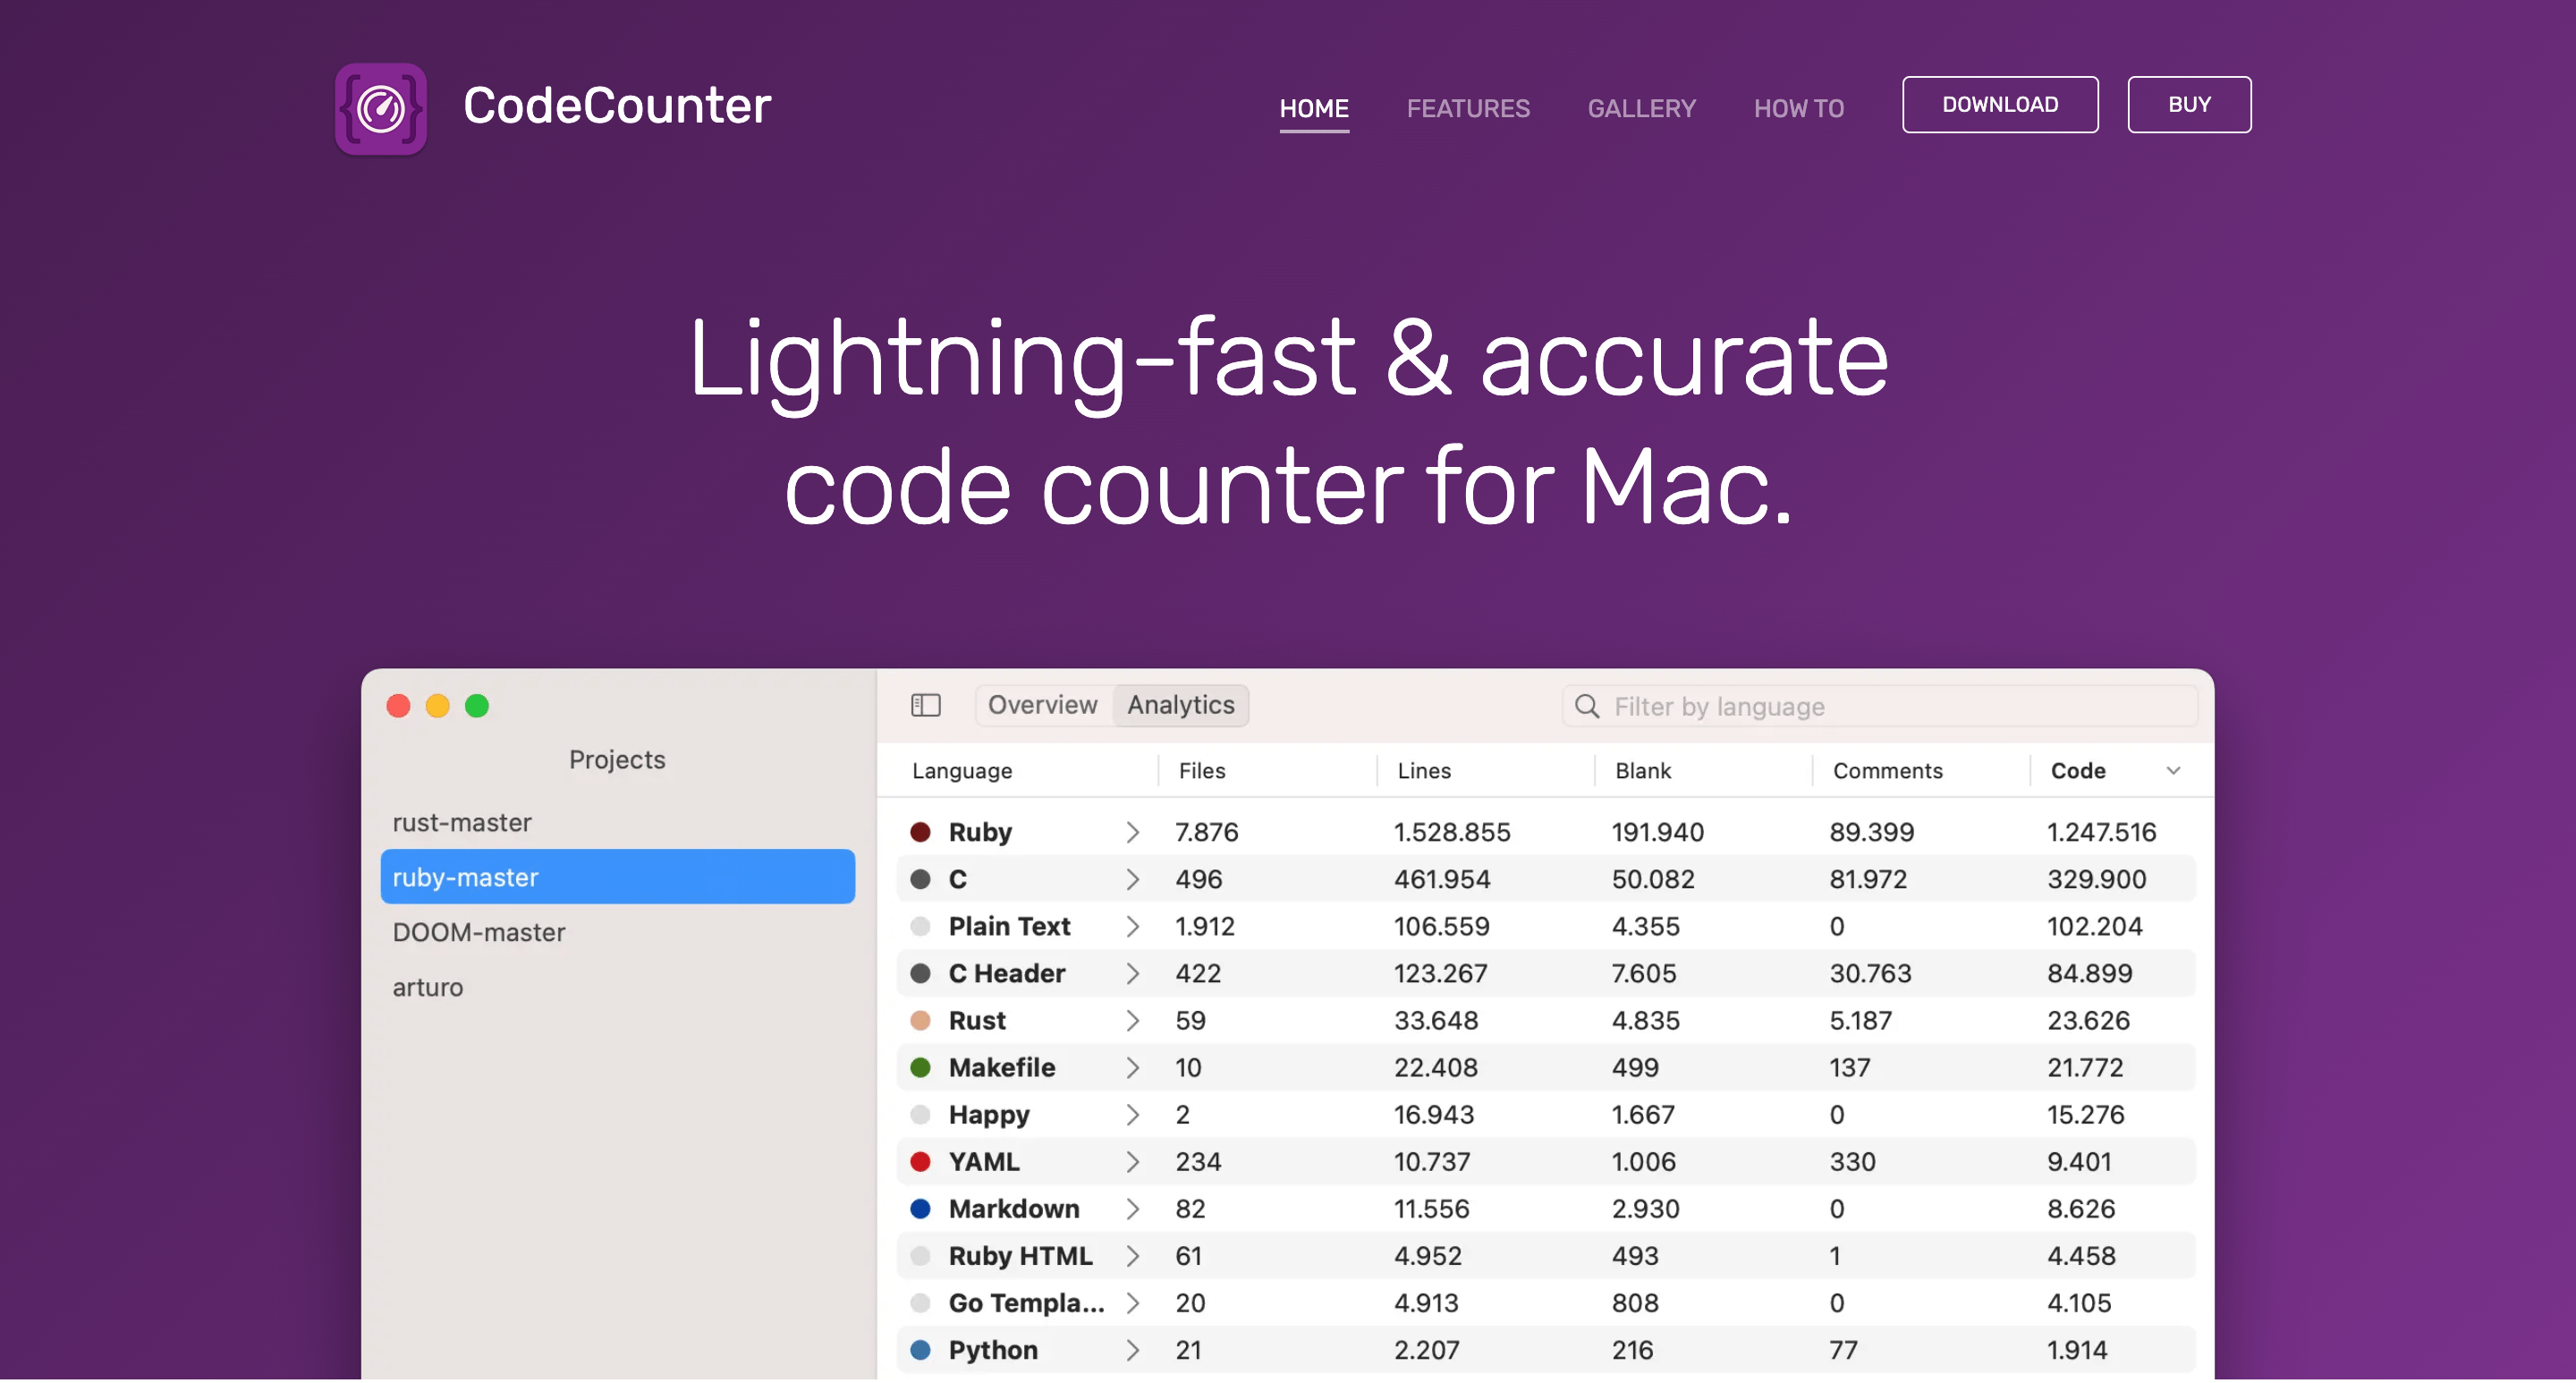 CodeCounter
HOME FEATURES GALLERY HOW TO DOWNLOAD BUY
Lightning-fast & accurate
code counter for Mac.
Projects
rust-master
ruby-master
DOOM-master
arturo
Overview Analytics Filter by language
Language Files Lines Blank Comments Code
Ruby 7.876 1.528.855 191.940 89.399 1.247.516
C 496 461.954 50.082 81.972 329.900
Plain Text 1.912 106.559 4.355 0 102.204
C Header 422 123.267 7.605 30.763 84.899
Rust 59 33.648 4.835 5.187 23.626
Makefile 10 22.408 499 137 21.772
Happy 2 16.943 1.667 0 15.276
YAML 234 10.737 1.006 330 9.401
Markdown 82 11.556 2.930 0 8.626
Ruby HTML 61 4.952 493 1 4.458
Go Templa... 20 4.913 808 0 4.105
Python 21 2.207 216 77 1.914